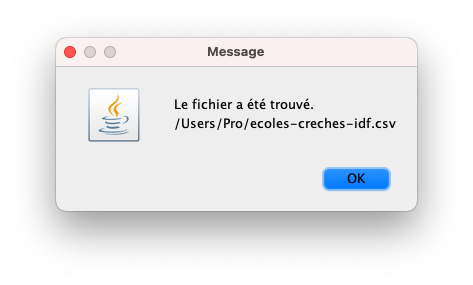 Message
Le fichier a été trouvé.
/Users/Pro/ecoles-creches-idf.csv
OK